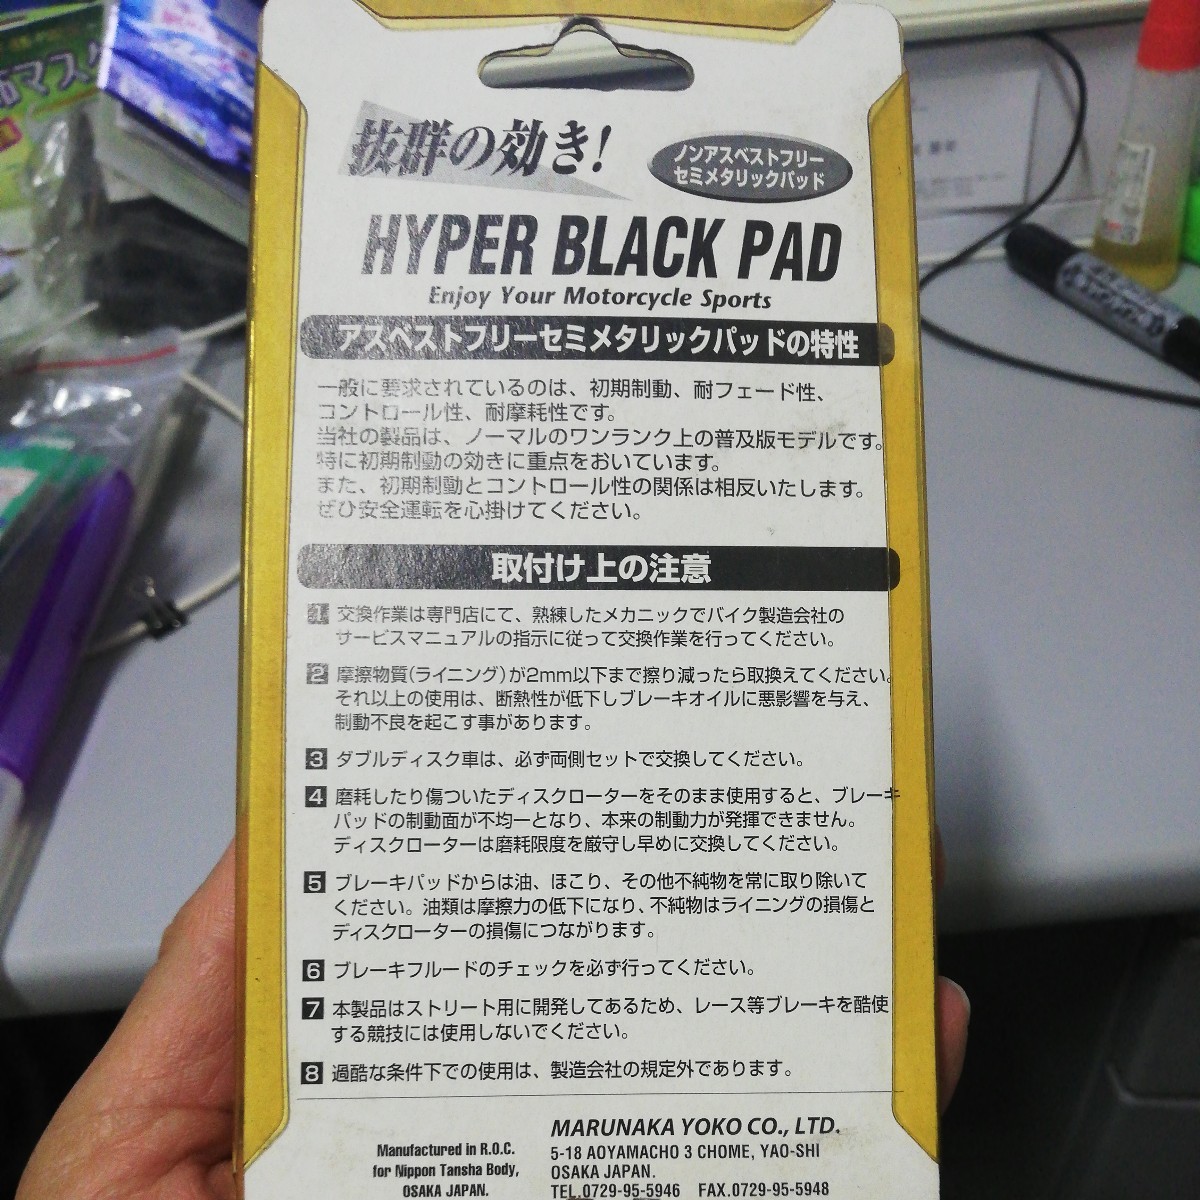 抜群の効き!
ノンアスベストフリー
セミメタリックパッド
HYPER BLACK PAD
Enjoy Your Motorcycle Sports
アスベストフリーセミメタリックパッドの特性
一般に要求されているのは、初期制動、耐フェード性、
コントロール性、耐摩耗性です。
当社の製品は、ノーマルのワンランク上の普及版モデルです。
特に初期制動の効きに重点をおいています。
また、初期制動とコントロール性の関係は相反いたします。
ぜひ安全運転を心掛けてください。
取付け上の注意
1 交換作業は専門店にて、熟練したメカニックでバイク製造会社の
サービスマニュアルの指示に従って交換作業を行ってください。
2 摩擦物質(ライニング)が2mm以下まで擦り減ったら取換えてください。
それ以上の使用は、断熱性が低下しブレーキオイルに悪影響を与え、
制動不良を起こす事があります。
3 ダブルディスク車は、必ず両側セットで交換してください。
4 磨耗したり傷ついたディスクローターをそのまま使用すると、ブレーキ
パッドの制動面が不均一となり、本来の制動力が発揮できません。
ディスクローターは磨耗限度を厳守し早めに交換してください。
5 ブレーキパッドからは油、ほこり、その他不純物を常に取り除いて
ください。油類は摩擦力の低下になり、不純物はライニングの損傷と
ディスクローターの損傷につながります。
6 ブレーキフルードのチェックを必ず行ってください。
7 本製品はストリート用に開発してあるため、レース等ブレーキを酷使
する競技には使用しないでください。
8 過酷な条件下での使用は、製造会社の規定外であります。
Manufactured in R.O.C.
for Nippon Tansha Body,
OSAKA JAPAN.
MARUNAKA YOKO CO., LTD.
5-18 AOYAMACHO 3 CHOME, YAO-SHI
OSAKA JAPAN.
TEL.0729-95-5946 FAX.0729-95-5948